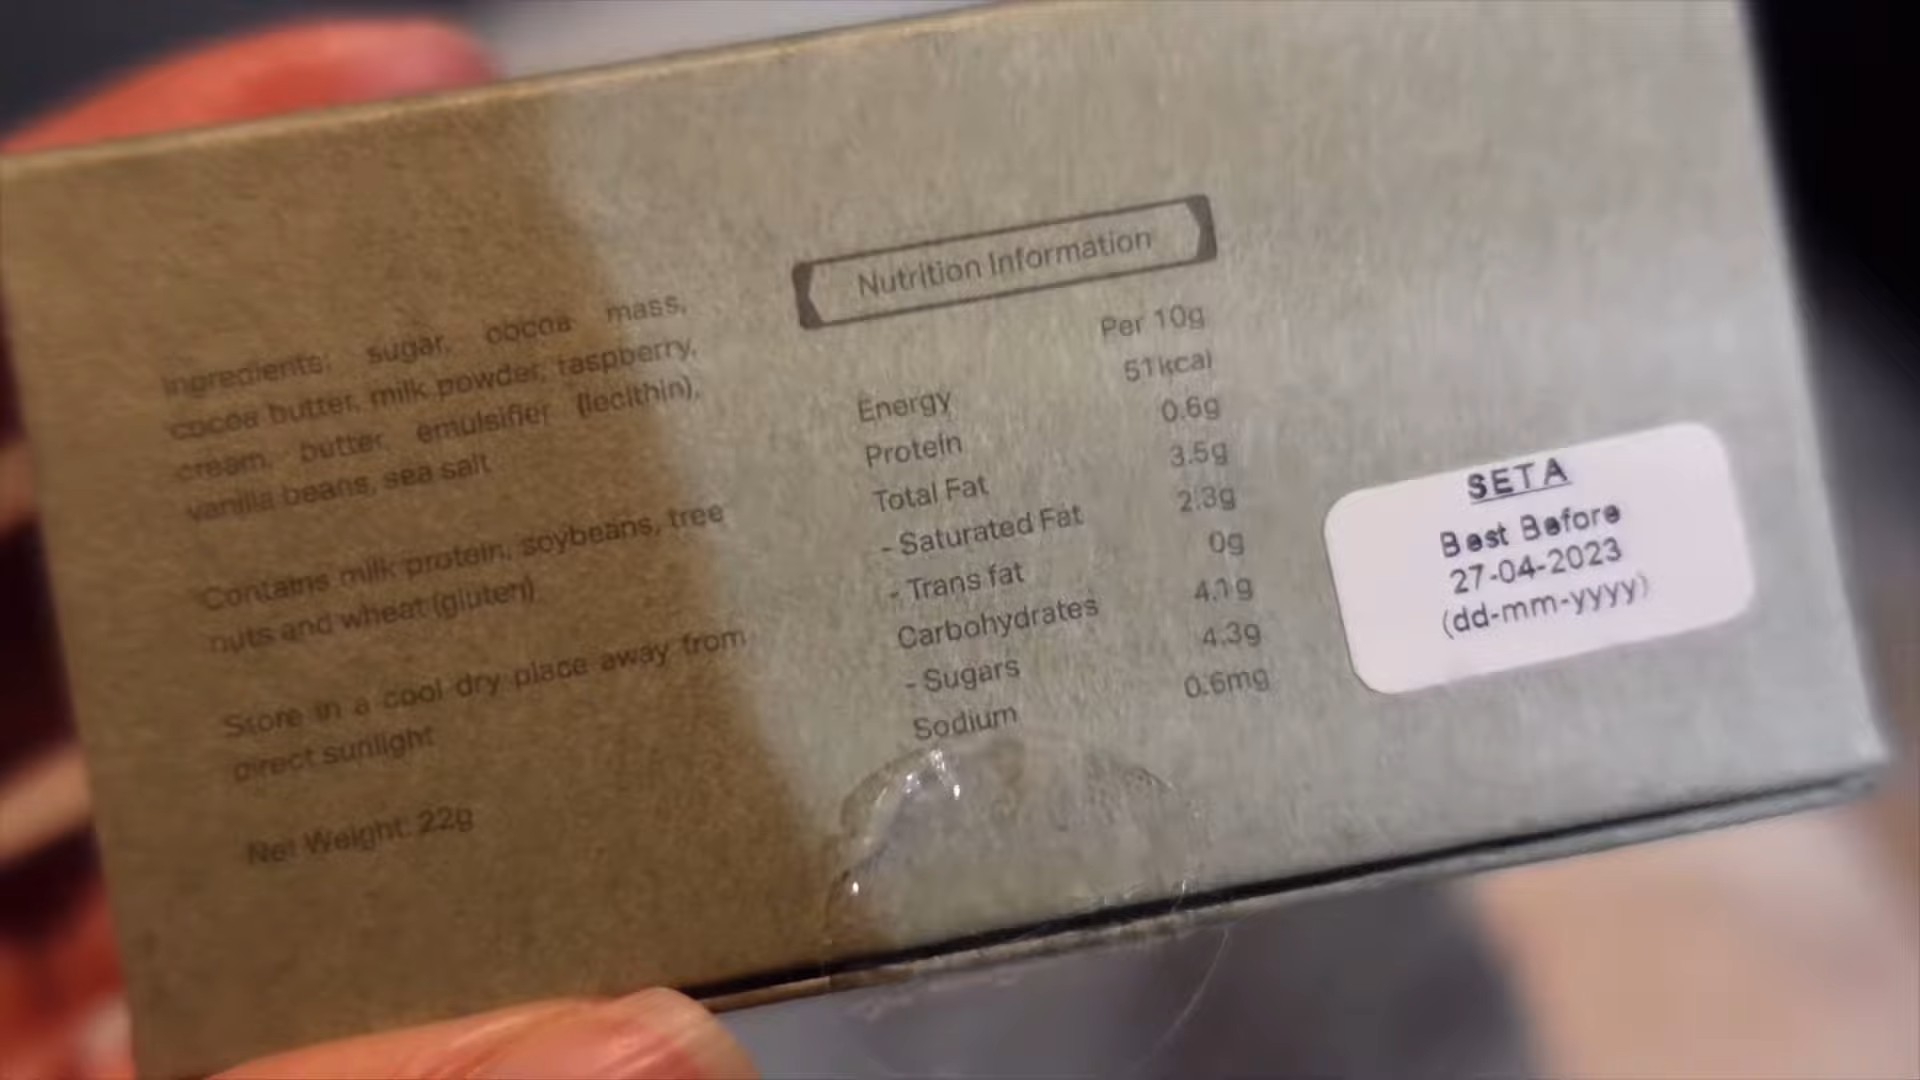 Ingredients: sugar, cocoa mass,
cocoa butter, milk powder, raspberry,
cream, butter, emulsifier (lecithin),
vanilla beans, sea salt
Contains milk protein, soybeans, tree
nuts and wheat (gluten)
Store in a cool dry place away from
direct sunlight
Net Weight: 22g
Nutrition Information
Per 10g
Energy 51kcal
Protein 0.6g
Total Fat 3.5g
- Saturated Fat 2.3g
- Trans fat 0g
Carbohydrates 4.1g
- Sugars 4.3g
Sodium 0.6mg
SETA
Best Before
27-04-2023
(dd-mm-yyyy)